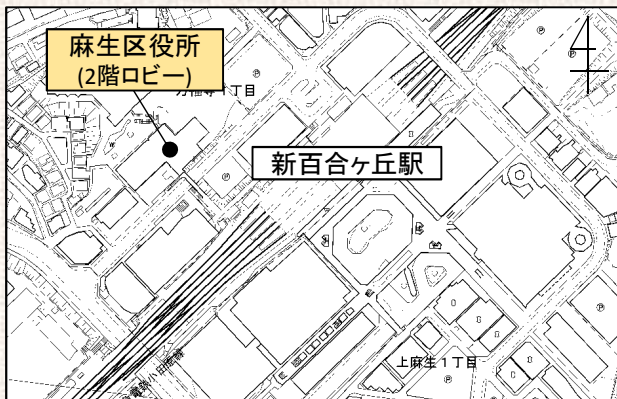 麻生区役所
(2階ロビー)
万福寺1丁目
新百合ヶ丘駅
上麻生1丁目